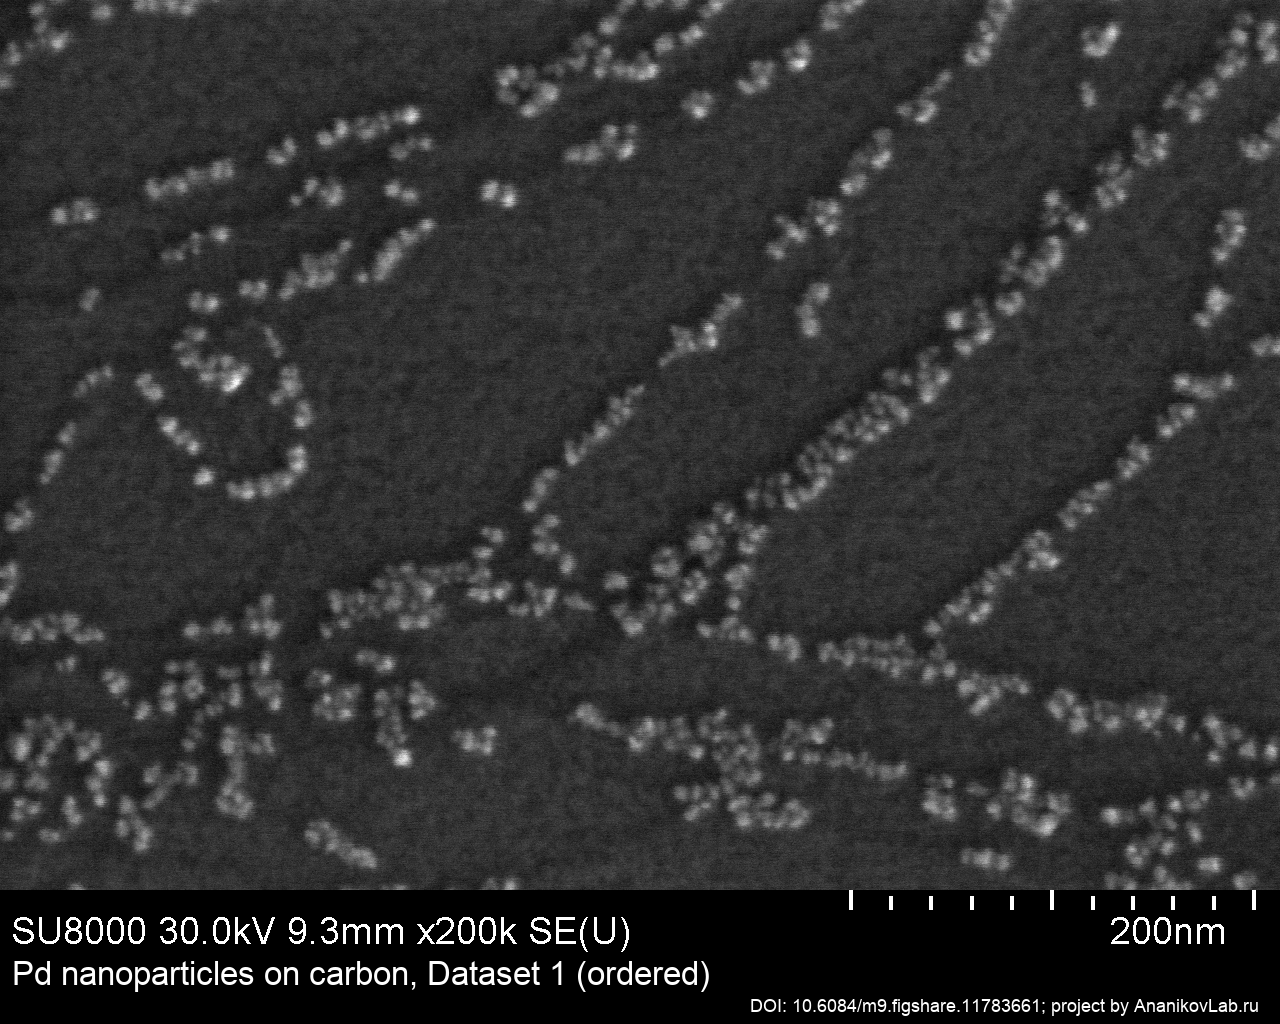 SU8000 30.0kV 9.3mm x200k SE(U)
200nm
Pd nanoparticles on carbon, Dataset 1 (ordered)
DOI: 10.6084/m9.figshare.11783661; project by AnanikovLab.ru